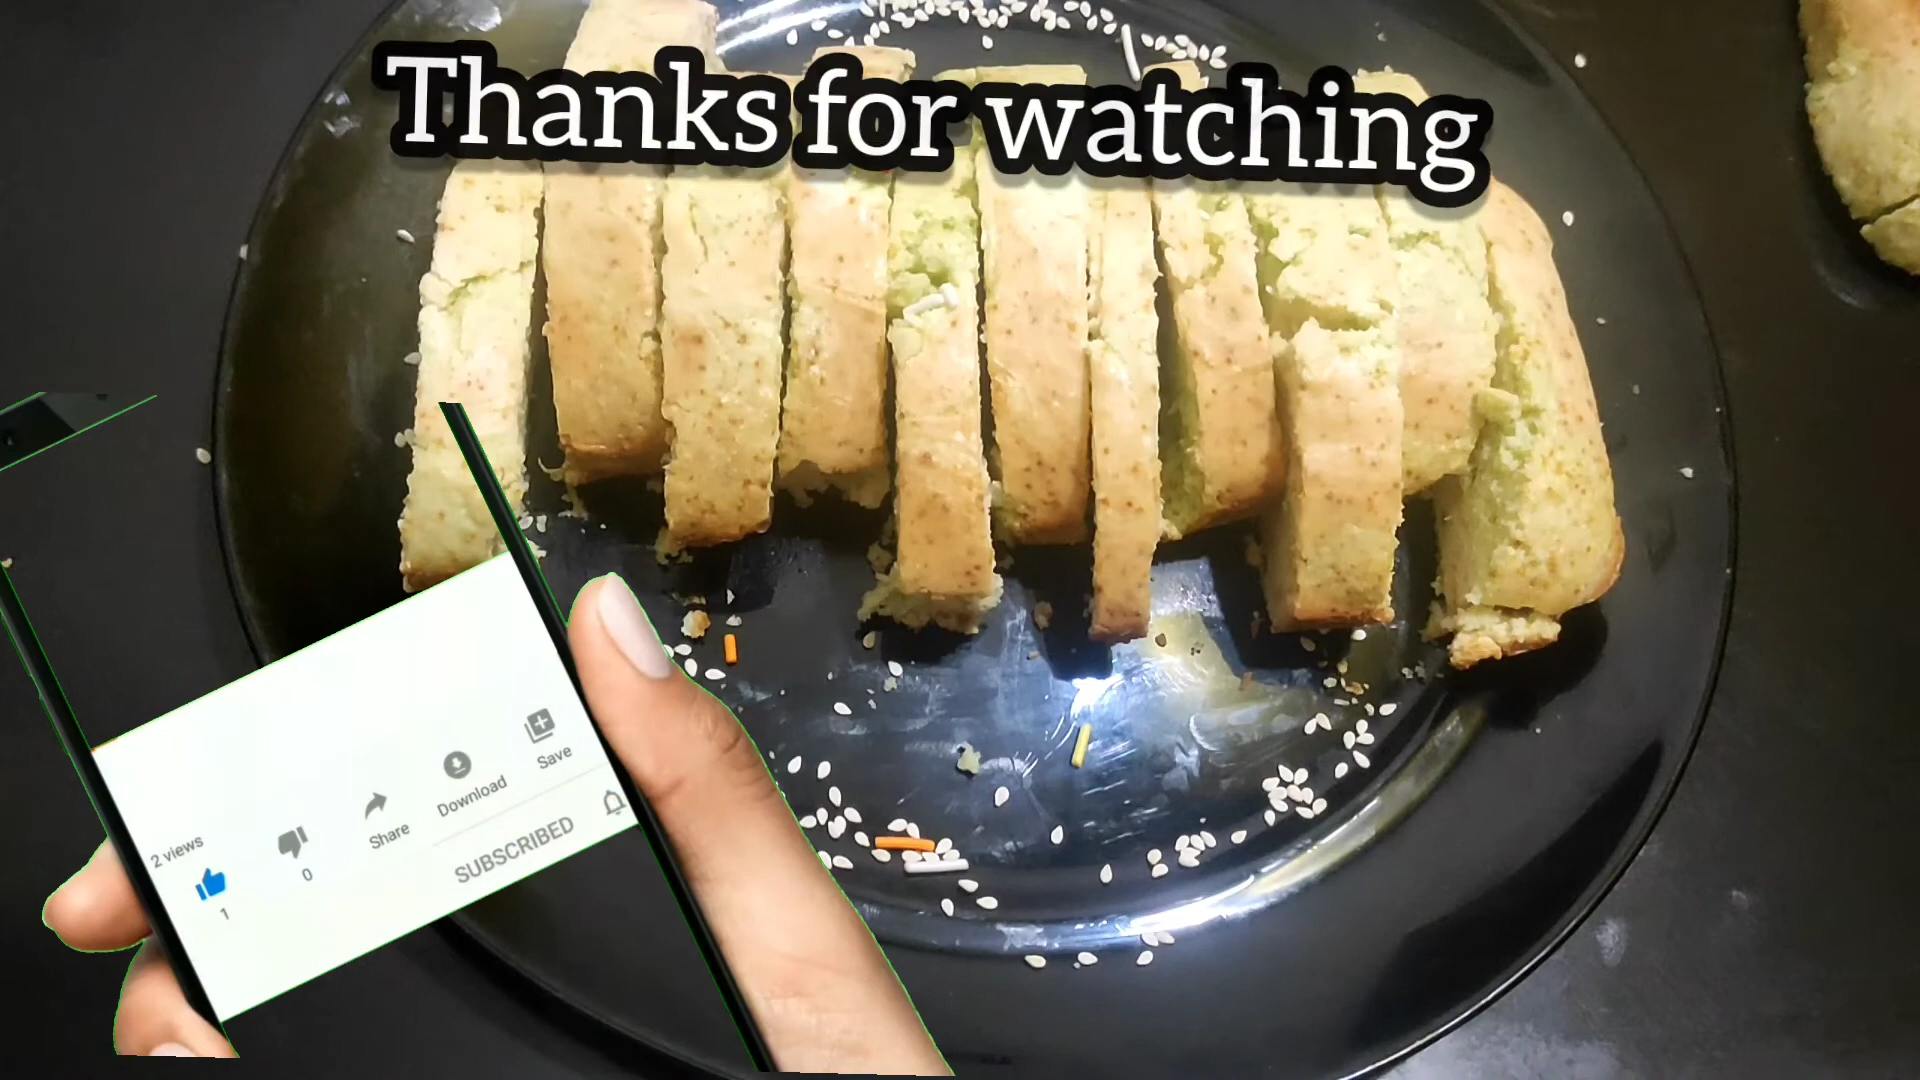 Thanks for watching
2 views
1
0
Share
Download
Save
SUBSCRIBED